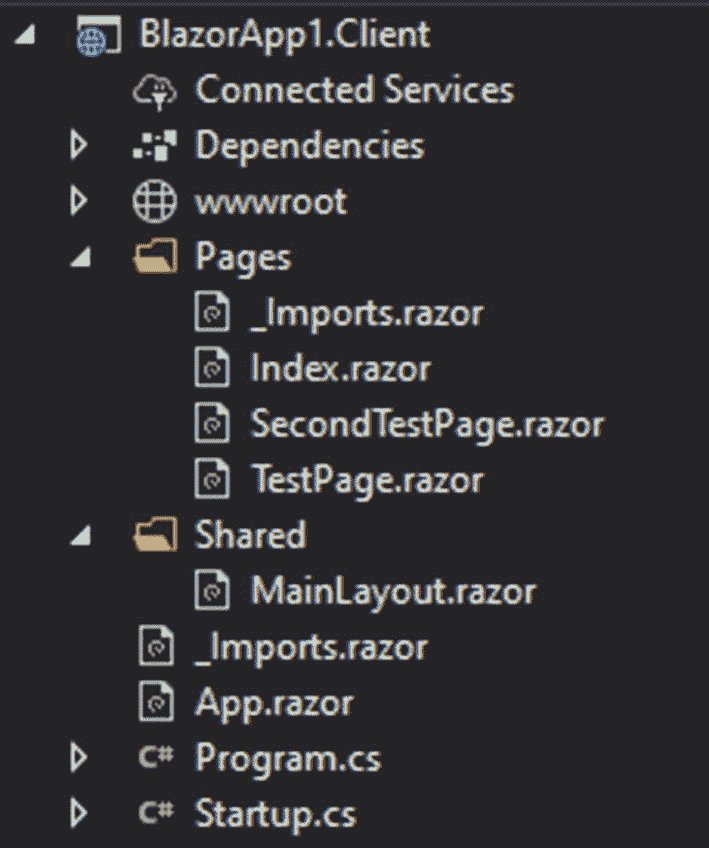 BlazorApp1.Client
Connected Services
Dependencies
wwwroot
Pages
_Imports.razor
Index.razor
SecondTestPage.razor
TestPage.razor
Shared
MainLayout.razor
_Imports.razor
App.razor
C# Program.cs
C# Startup.cs